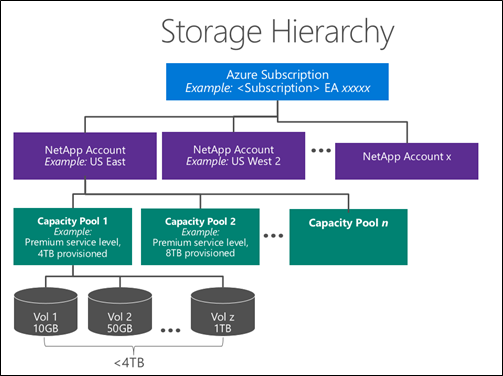 Storage Hierarchy
Azure Subscription
Example: <Subscription> EA xxxxx
NetApp Account
Example: US East
NetApp Account
Example: US West 2
...
NetApp Account x
Capacity Pool 1
Example:
Premium service level,
4TB provisioned
Capacity Pool 2
Example:
Premium service level,
8TB provisioned
...
Capacity Pool n
Vol 1
10GB
Vol 2
50GB
...
Vol z
1TB
<4TB